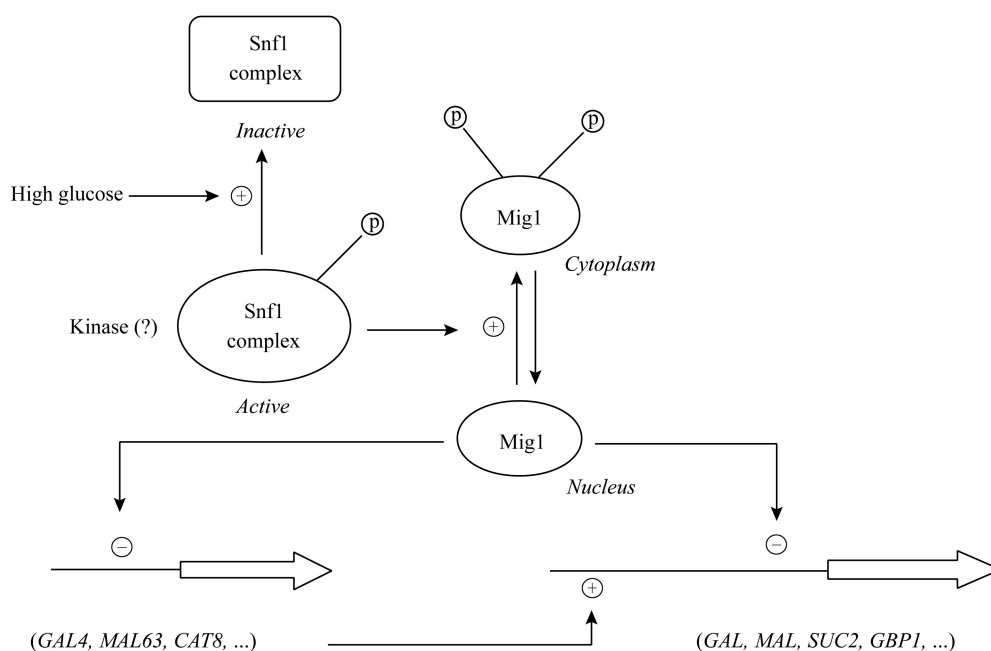 Snf1
complex
Inactive
High glucose
+
p
p
Mig1
Cytoplasm
p
Kinase (?)
Snf1
complex
Active
+
Mig1
Nucleus
−
−
+
(GAL4, MAL63, CAT8, ...)
(GAL, MAL, SUC2, GBP1, ...)